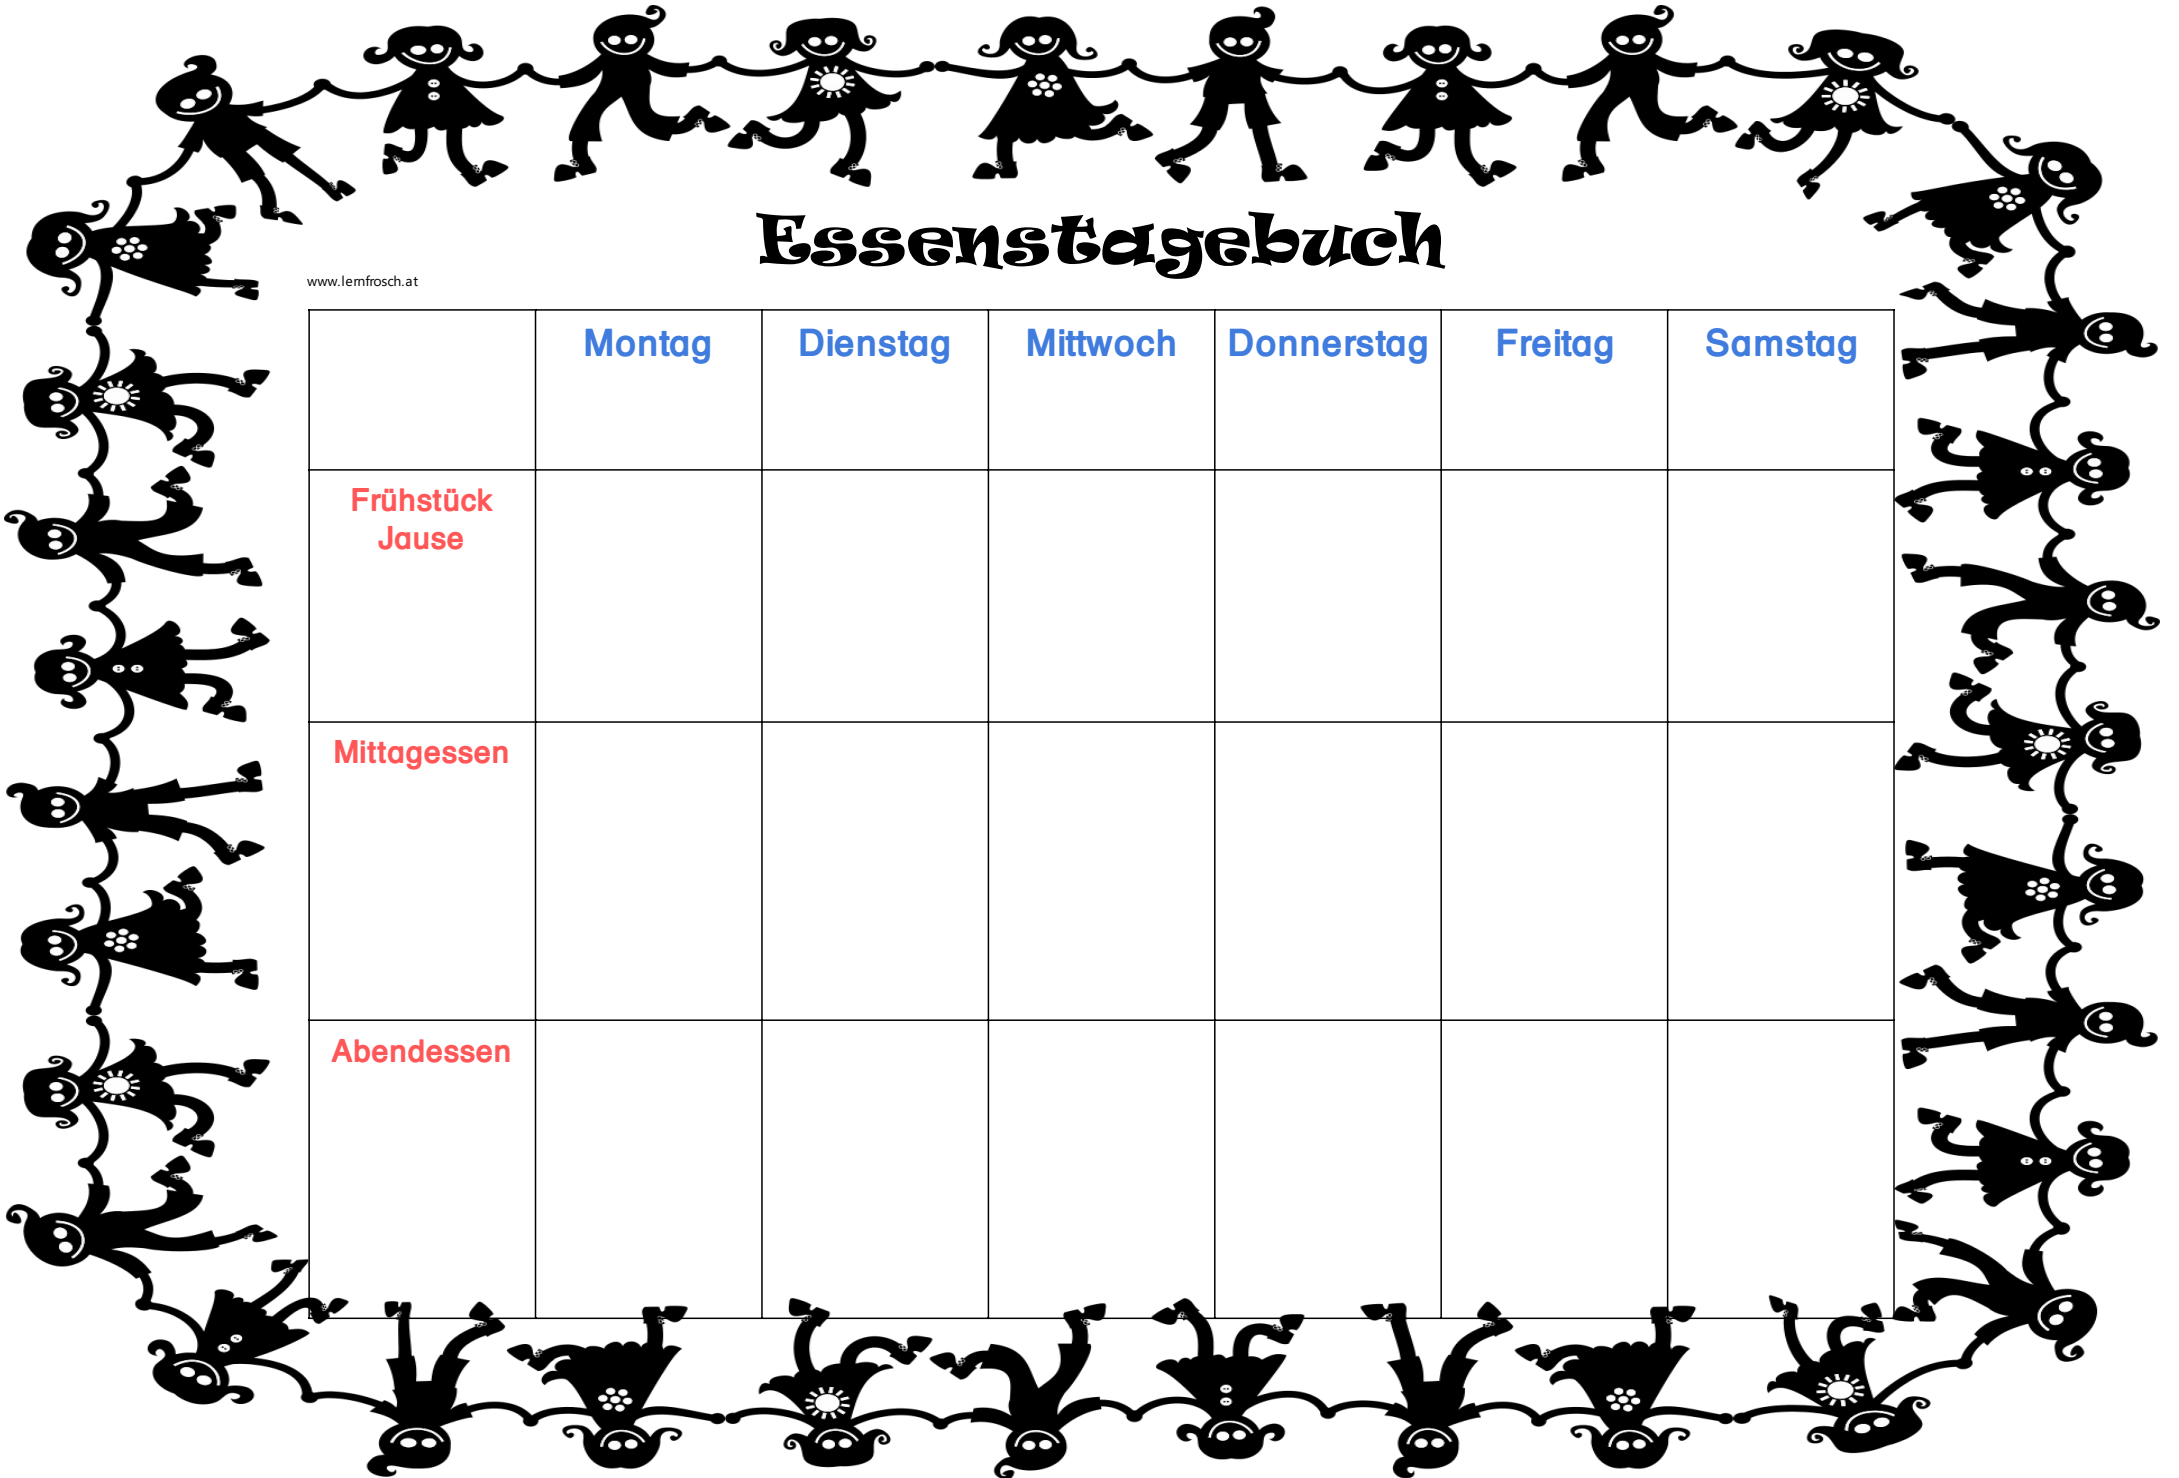 Essenstagebuch
www.lernfrosch.at
Montag Dienstag Mittwoch Donnerstag Freitag Samstag
Frühstück
Jause
Mittagessen
Abendessen